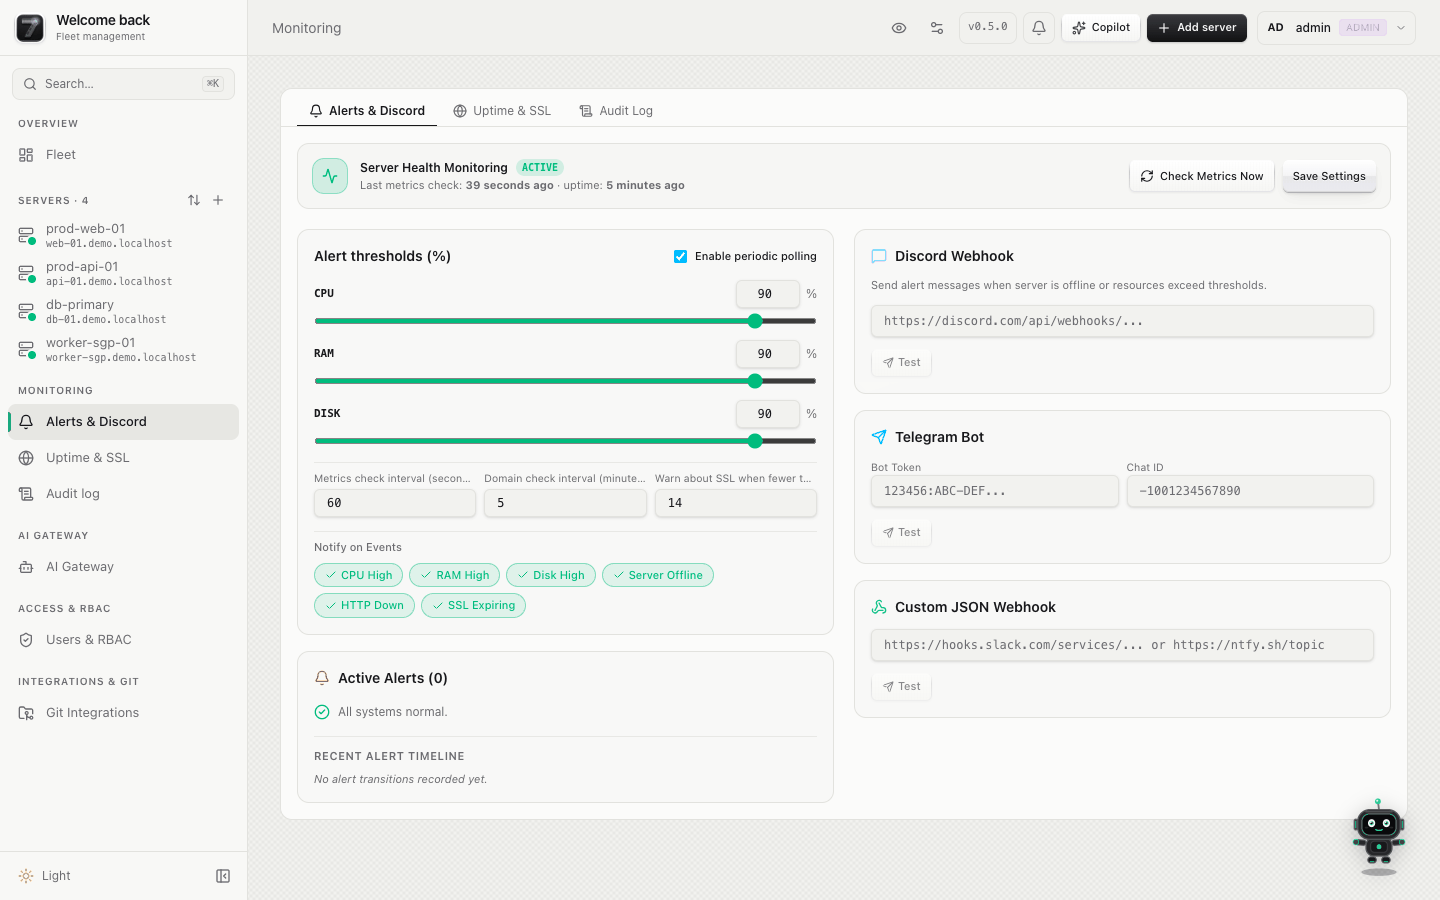 Welcome back
Fleet management
Monitoring
v0.5.0
Copilot
Add server
AD admin ADMIN
Search...
⌘K
OVERVIEW
Fleet
SERVERS · 4
prod-web-01
web-01.demo.localhost
prod-api-01
api-01.demo.localhost
db-primary
db-01.demo.localhost
worker-sgp-01
worker-sgp.demo.localhost
MONITORING
Alerts & Discord
Uptime & SSL
Audit log
AI GATEWAY
AI Gateway
ACCESS & RBAC
Users & RBAC
INTEGRATIONS & GIT
Git Integrations
Light
Alerts & Discord
Uptime & SSL
Audit Log
Server Health Monitoring ACTIVE
Last metrics check: 39 seconds ago · uptime: 5 minutes ago
Check Metrics Now
Save Settings
Alert thresholds (%)
Enable periodic polling
CPU
90 %
RAM
90 %
DISK
90 %
Metrics check interval (secon...
60
Domain check interval (minute...
5
Warn about SSL when fewer t...
14
Notify on Events
CPU High
RAM High
Disk High
Server Offline
HTTP Down
SSL Expiring
Active Alerts (0)
All systems normal.
RECENT ALERT TIMELINE
No alert transitions recorded yet.
Discord Webhook
Send alert messages when server is offline or resources exceed thresholds.
https://discord.com/api/webhooks/...
Test
Telegram Bot
Bot Token
123456:ABC-DEF...
Chat ID
-1001234567890
Test
Custom JSON Webhook
https://hooks.slack.com/services/... or https://ntfy.sh/topic
Test